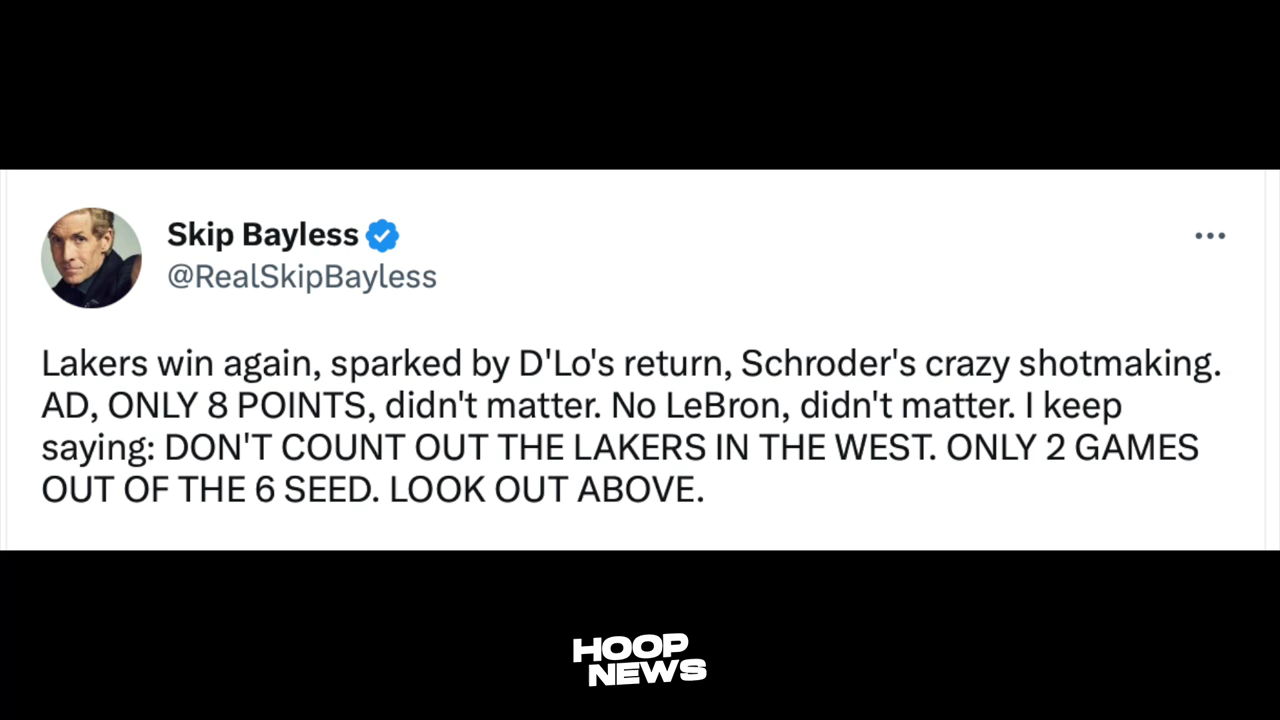 Skip Bayless
@RealSkipBayless
Lakers win again, sparked by D'Lo's return, Schroder's crazy shotmaking.
AD, ONLY 8 POINTS, didn't matter. No LeBron, didn't matter. I keep
saying: DON'T COUNT OUT THE LAKERS IN THE WEST. ONLY 2 GAMES
OUT OF THE 6 SEED. LOOK OUT ABOVE.
HOOP
NEWS